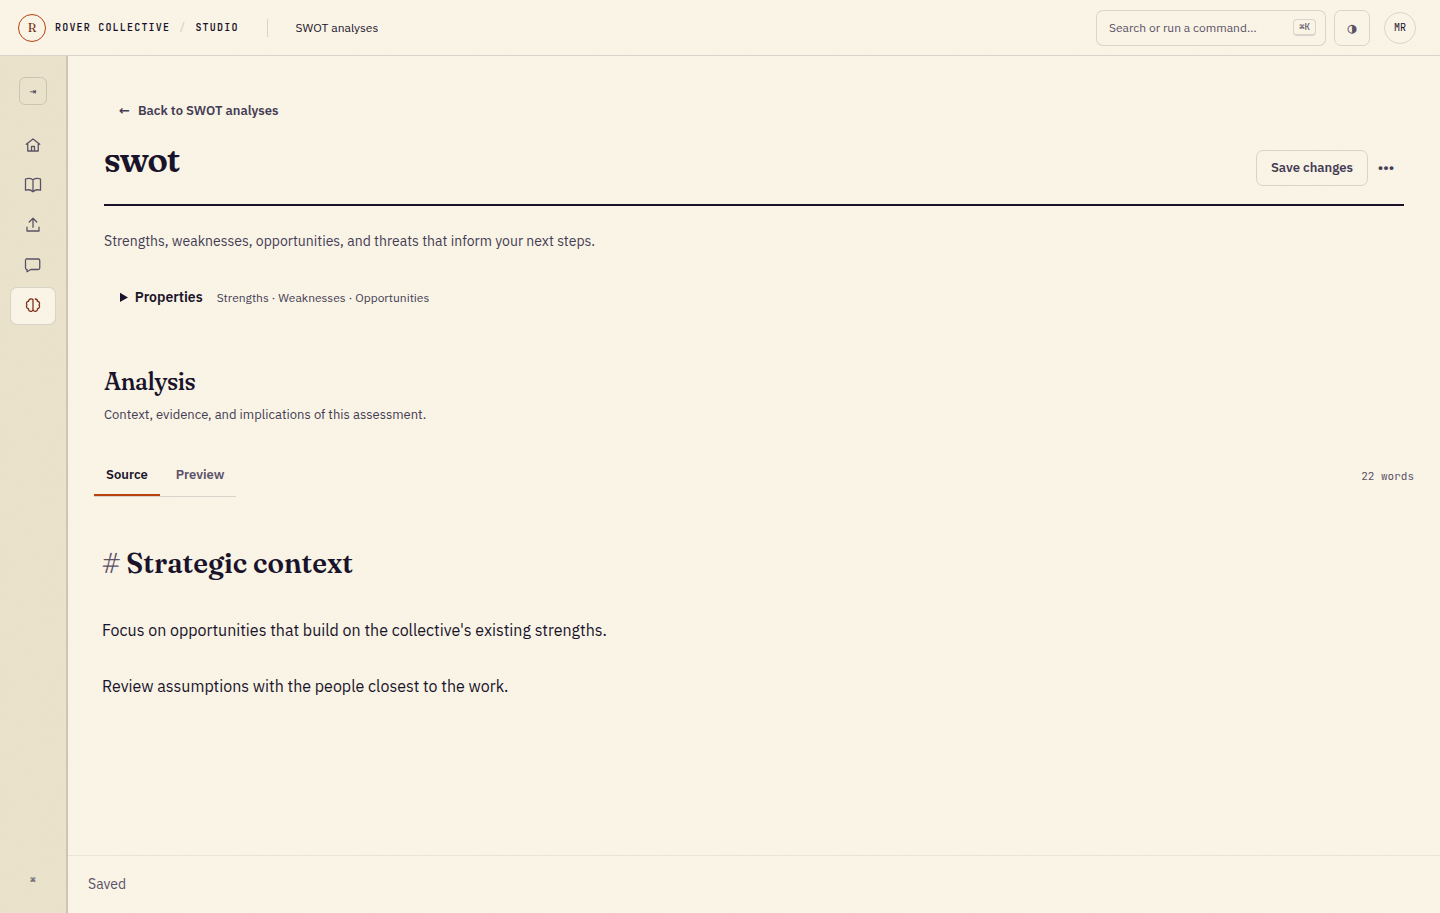 R ROVER COLLECTIVE / STUDIO SWOT analyses Search or run a command... ⌘K MR
← Back to SWOT analyses
swot
Save changes •••
Strengths, weaknesses, opportunities, and threats that inform your next steps.
▶ Properties Strengths · Weaknesses · Opportunities
Analysis
Context, evidence, and implications of this assessment.
Source Preview 22 words
# Strategic context
Focus on opportunities that build on the collective's existing strengths.
Review assumptions with the people closest to the work.
⌘
Saved